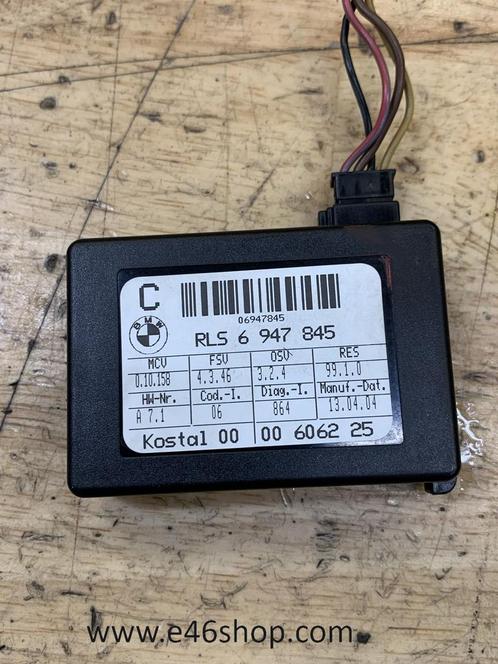 C
BMW
06947845
RLS 6 947 845
MCV FSV OSV RES
0.10.158 4.3.46 3.2.4 99.1.0
HW-Nr. Cod.-I. Diag.-I. Manuf.-Dat.
A 7.1 06 864 13.04.04
Kostal 00 00 6062 25
www.e46shop.com